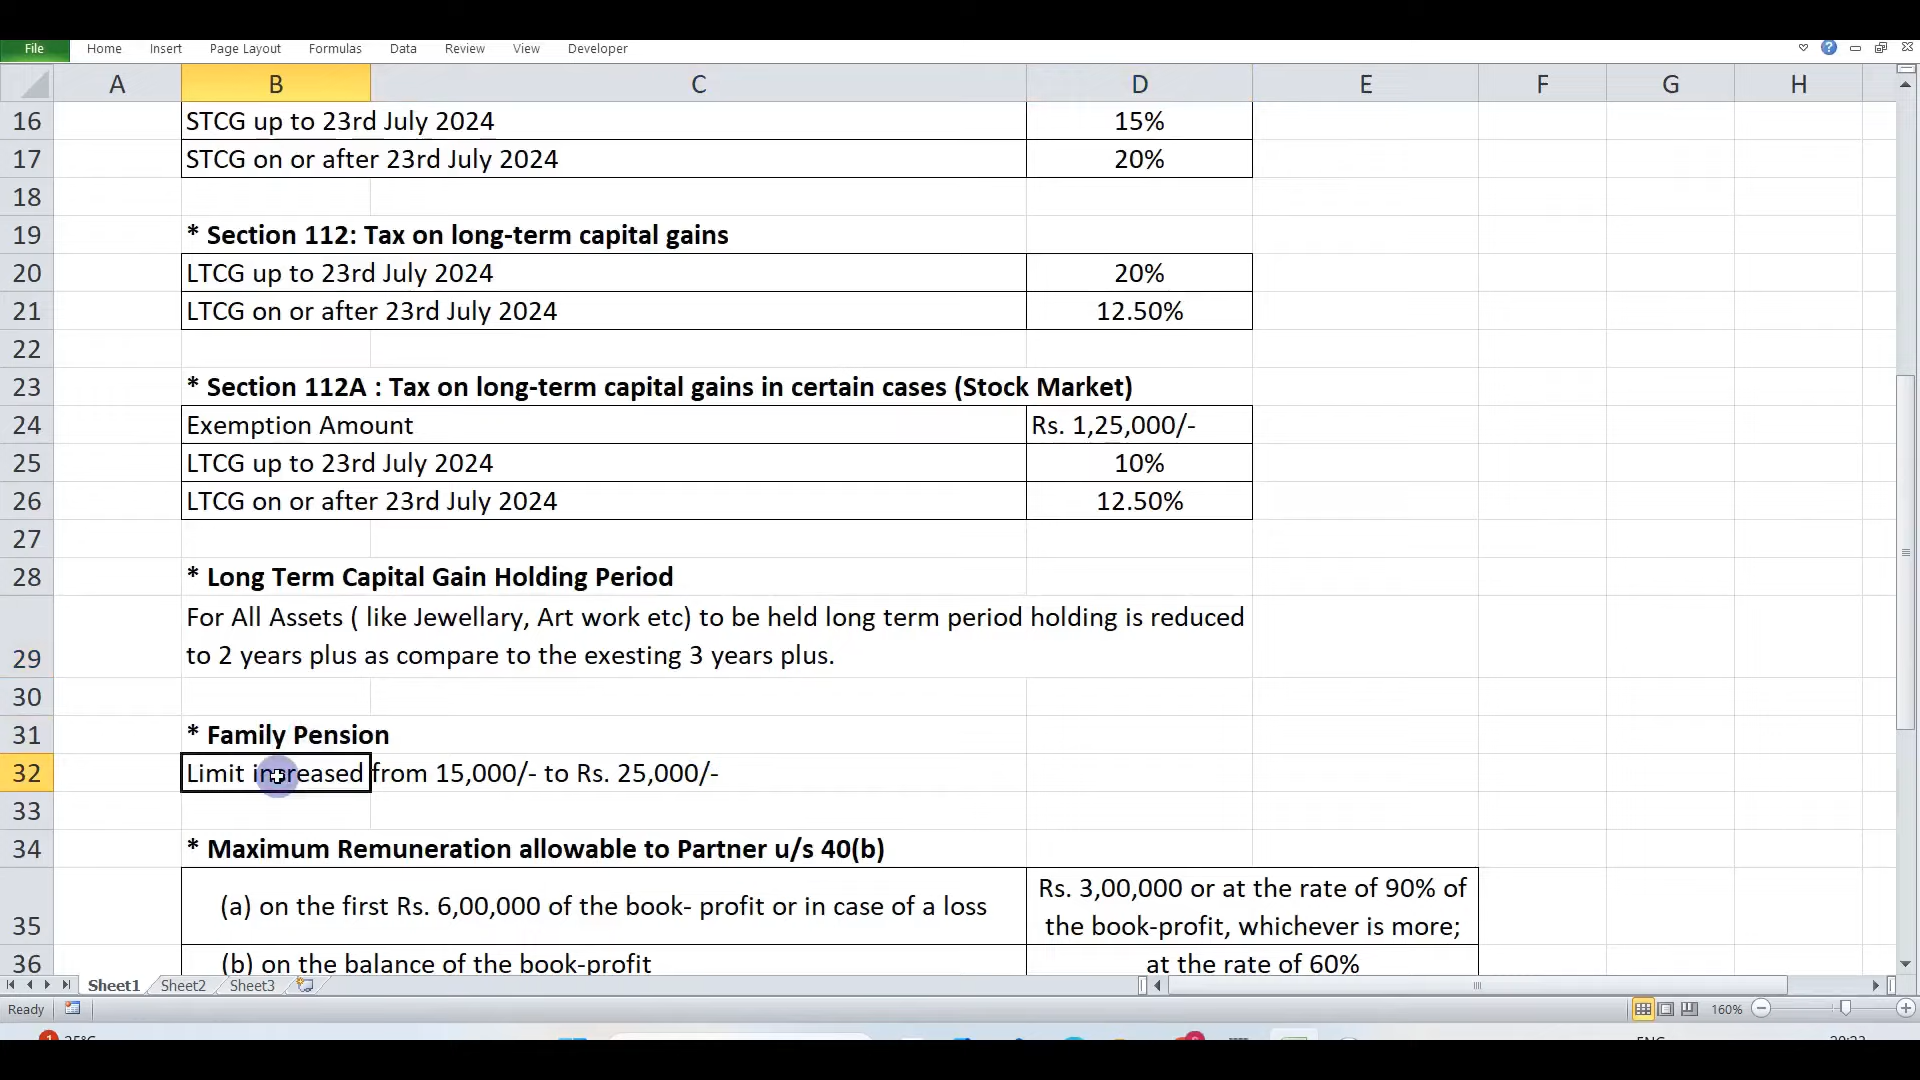 File Home Insert Page Layout Formulas Data Review View Developer
A B C D E F G H
16 STCG up to 23rd July 2024 15%
17 STCG on or after 23rd July 2024 20%
18
19 * Section 112: Tax on long-term capital gains
20 LTCG up to 23rd July 2024 20%
21 LTCG on or after 23rd July 2024 12.50%
22
23 * Section 112A : Tax on long-term capital gains in certain cases (Stock Market)
24 Exemption Amount Rs. 1,25,000/-
25 LTCG up to 23rd July 2024 10%
26 LTCG on or after 23rd July 2024 12.50%
27
28 * Long Term Capital Gain Holding Period
For All Assets ( like Jewellary, Art work etc) to be held long term period holding is reduced
29 to 2 years plus as compare to the exesting 3 years plus.
30
31 * Family Pension
32 Limit increased from 15,000/- to Rs. 25,000/-
33
34 * Maximum Remuneration allowable to Partner u/s 40(b)
35 (a) on the first Rs. 6,00,000 of the book- profit or in case of a loss Rs. 3,00,000 or at the rate of 90% of
the book-profit, whichever is more;
36 (b) on the balance of the book-profit at the rate of 60%
Sheet1 Sheet2 Sheet3
Ready 160%